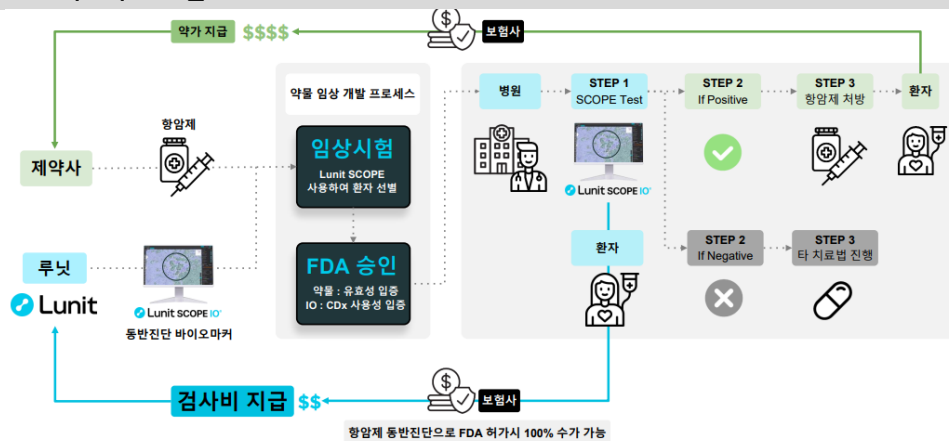 약가 지급 $$$$
보험사
약물 임상 개발 프로세스
병원
STEP 1
SCOPE Test
STEP 2
If Positive
STEP 3
항암제 처방
환자
항암제
제약사
임상시험
Lunit SCOPE
사용하여 환자 선별
Lunit SCOPE IO
환자
STEP 2
If Negative
STEP 3
타 치료법 진행
루닛
Lunit
Lunit SCOPE IO
동반진단 바이오마커
FDA 승인
약물 : 유효성 입증
IO : CDx 사용성 입증
검사비 지급 $$
보험사
항암제 동반진단으로 FDA 허가시 100% 수가 가능